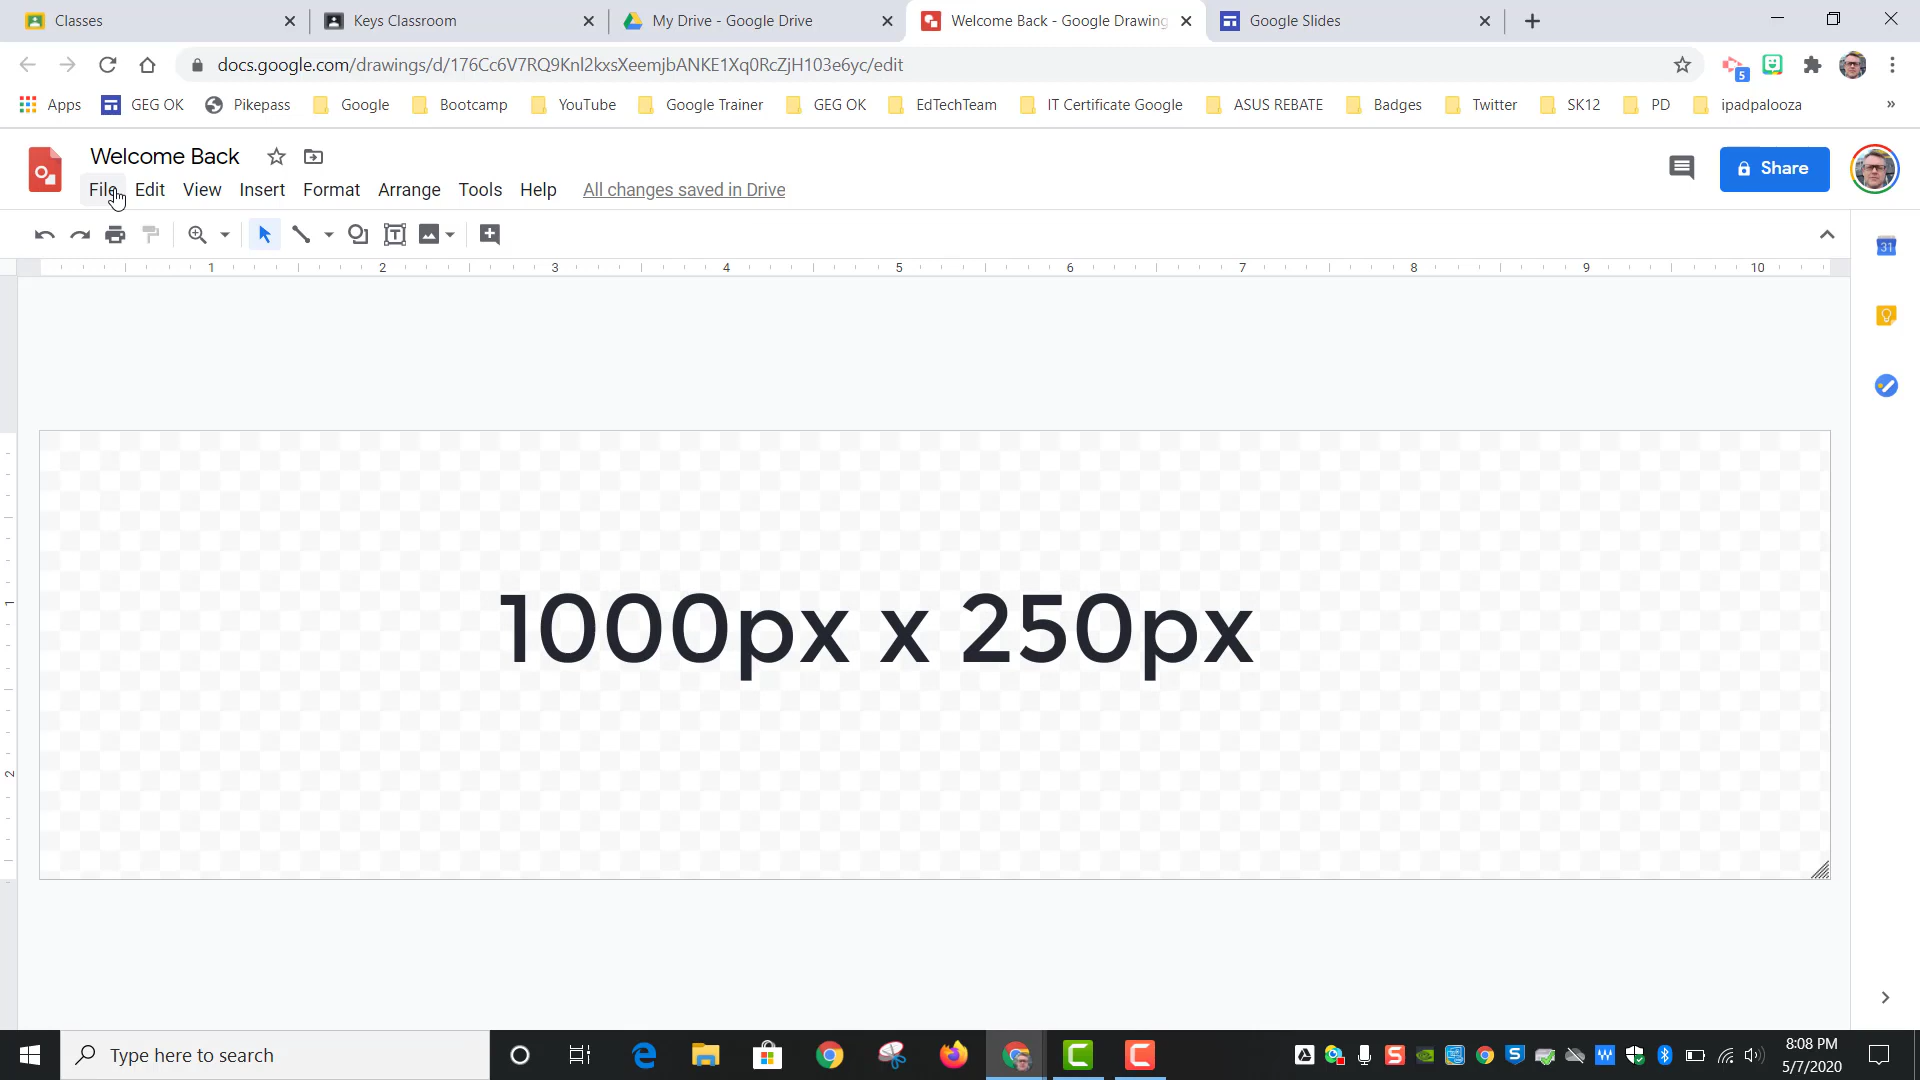 Classes
Keys Classroom
My Drive - Google Drive
Welcome Back - Google Drawing
Google Slides
docs.google.com/drawings/d/176Cc6V7RQ9Knl2kxsXeemjbANKE1Xq0RcZjH103e6yc/edit
5
Apps GEG OK Pikepass Google Bootcamp YouTube Google Trainer GEG OK EdTechTeam IT Certificate Google ASUS REBATE Badges Twitter SK12 PD ipadpalooza »
Welcome Back
Share
File Edit View Insert Format Arrange Tools Help All changes saved in Drive
1 2 3 4 5 6 7 8 9 10
31
1
2
1000px x 250px
Type here to search
8:08 PM
5/7/2020